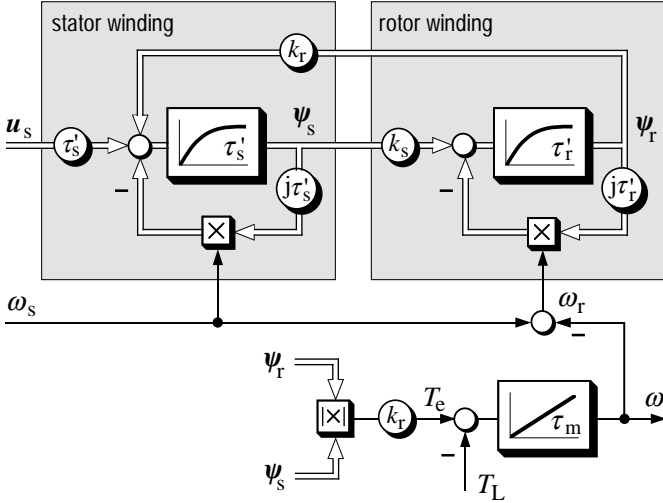 stator winding
rotor winding
k_r
u_s
τ'_s
τ'_s
ψ_s
k_s
τ'_r
ψ_r
−
jτ'_s
−
jτ'_r
×
×
ω_s
ω_r
−
ψ_r
|×|
k_r
T_e
τ_m
ω
−
ψ_s
T_L